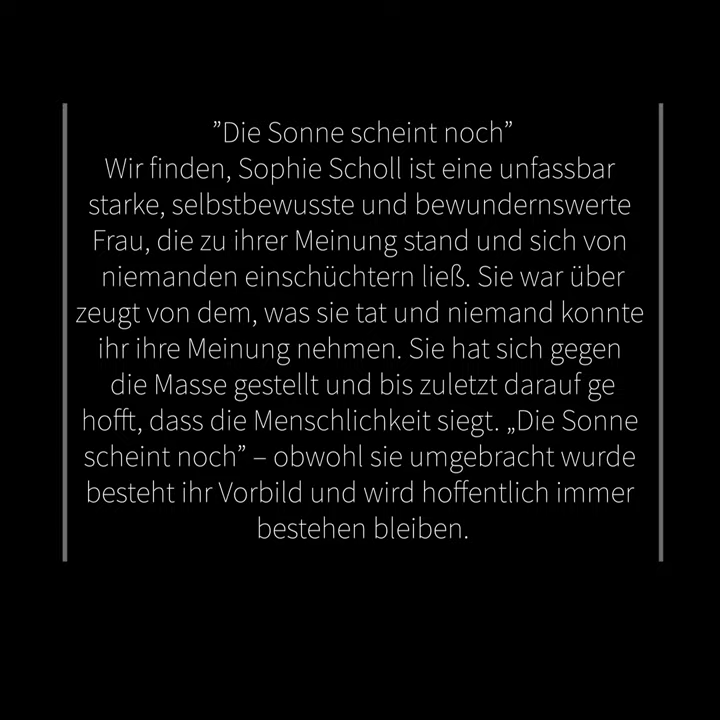 ”Die Sonne scheint noch”
Wir finden, Sophie Scholl ist eine unfassbar
starke, selbstbewusste und bewundernswerte
Frau, die zu ihrer Meinung stand und sich von
niemanden einschüchtern ließ. Sie war über
zeugt von dem, was sie tat und niemand konnte
ihr ihre Meinung nehmen. Sie hat sich gegen
die Masse gestellt und bis zuletzt darauf ge
hofft, dass die Menschlichkeit siegt. „Die Sonne
scheint noch” – obwohl sie umgebracht wurde
besteht ihr Vorbild und wird hoffentlich immer
bestehen bleiben.